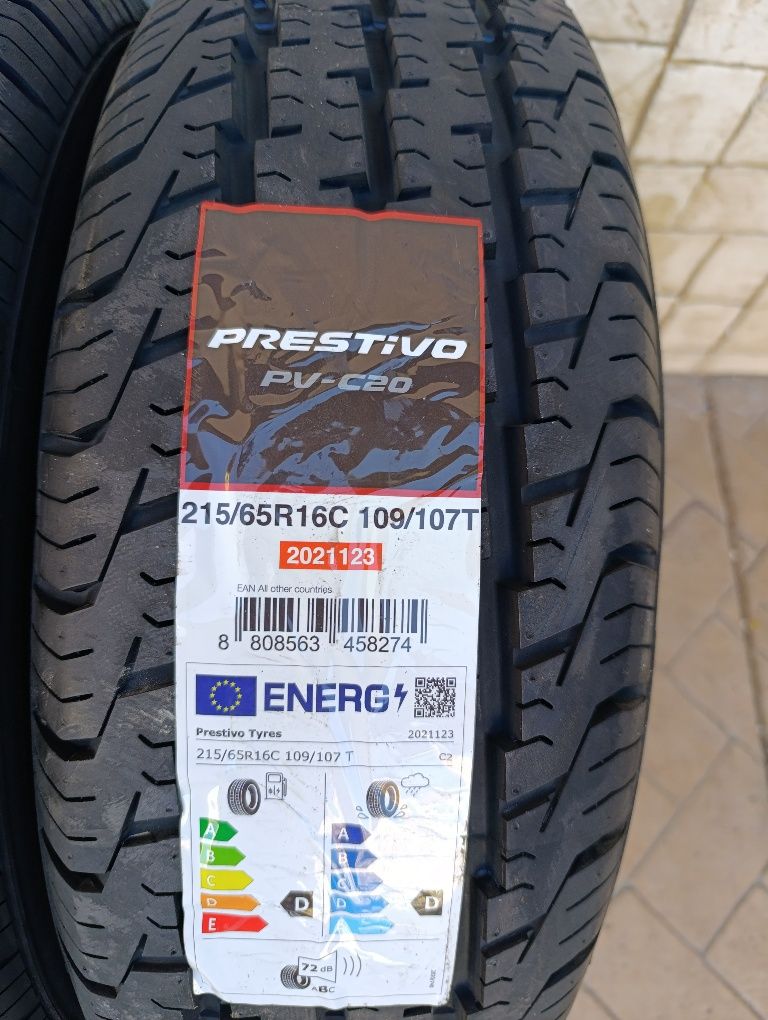 PRESTIVO
PV-C20
215/65R16C 109/107T
2021123
EAN All other countries
8 808563 458274
ENERG
Prestivo Tyres 2021123
215/65R16C 109/107 T C2
A A
B B
C C
D D D D
E E
72 dB
ABC